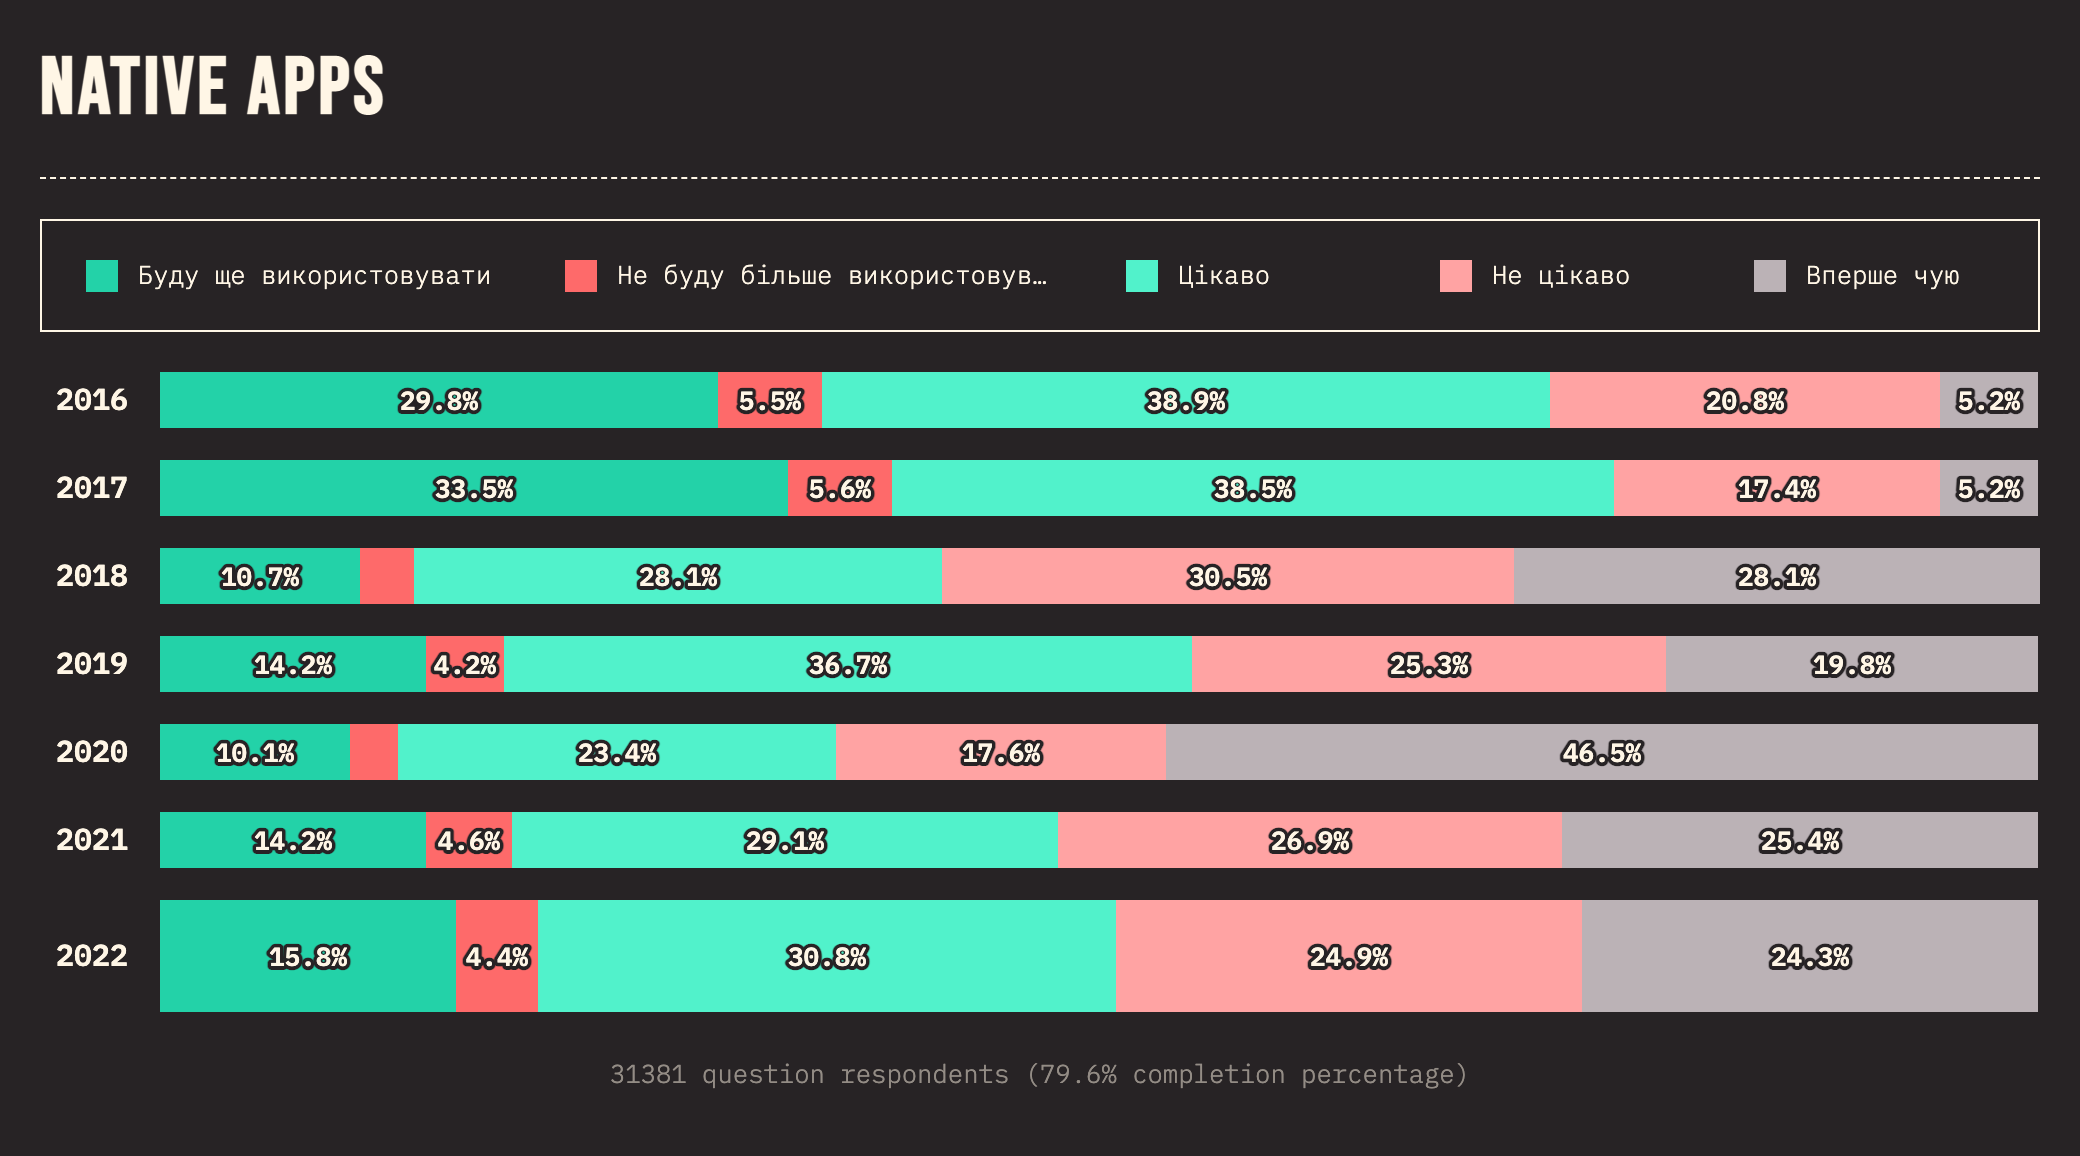 NATIVE APPS
Буду ще використовувати Не буду більше використовув… Цікаво Не цікаво Вперше чую
2016 29.8% 5.5% 38.9% 20.8% 5.2%
2017 33.5% 5.6% 38.5% 17.4% 5.2%
2018 10.7% 28.1% 30.5% 28.1%
2019 14.2% 4.2% 36.7% 25.3% 19.8%
2020 10.1% 23.4% 17.6% 46.5%
2021 14.2% 4.6% 29.1% 26.9% 25.4%
2022 15.8% 4.4% 30.8% 24.9% 24.3%
31381 question respondents (79.6% completion percentage)